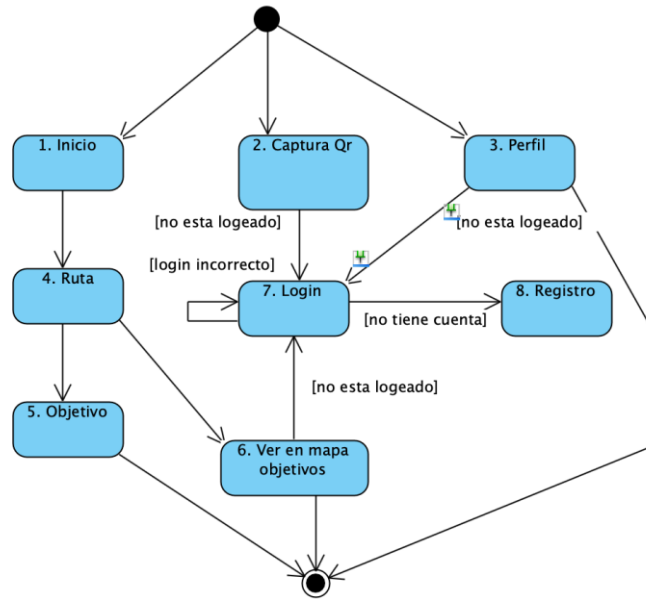 1. Inicio
2. Captura Qr
3. Perfil
[no esta logeado]
[no esta logeado]
[login incorrecto]
4. Ruta
7. Login
8. Registro
[no tiene cuenta]
[no esta logeado]
5. Objetivo
6. Ver en mapa
objetivos